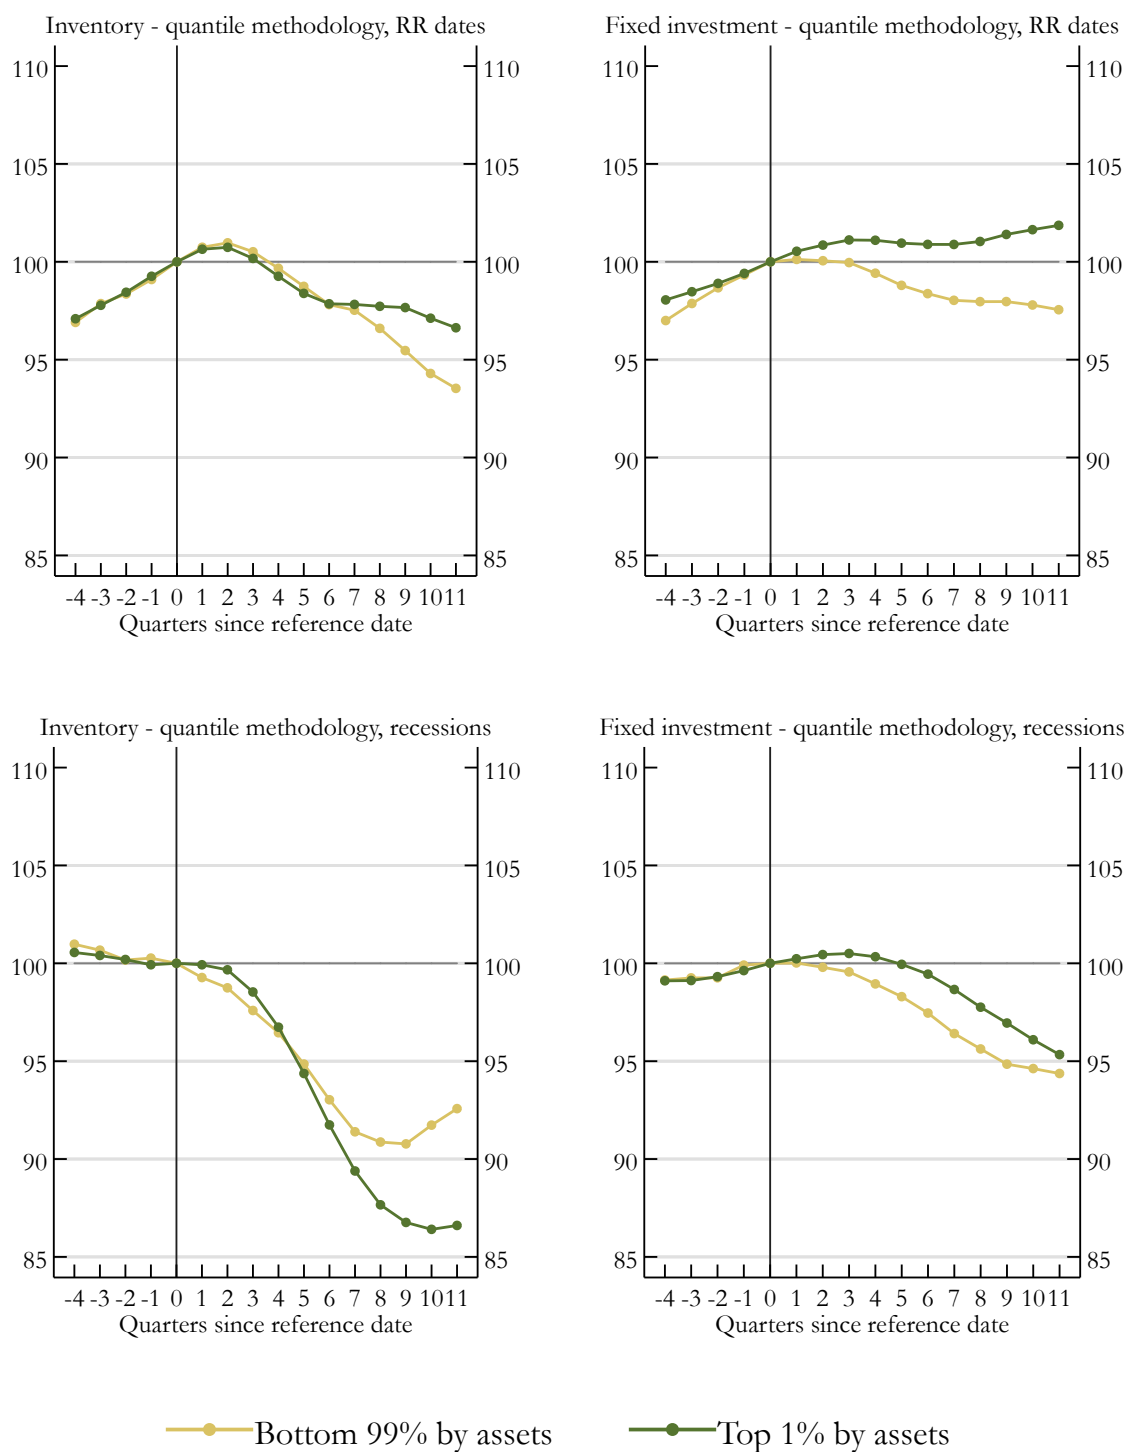 Inventory - quantile methodology, RR dates
110 110
105 105
100 100
95 95
90 90
85 85
-4 -3 -2 -1 0 1 2 3 4 5 6 7 8 9 10 11
Quarters since reference date
Fixed investment - quantile methodology, RR dates
110 110
105 105
100 100
95 95
90 90
85 85
-4 -3 -2 -1 0 1 2 3 4 5 6 7 8 9 10 11
Quarters since reference date
Inventory - quantile methodology, recessions
110 110
105 105
100 100
95 95
90 90
85 85
-4 -3 -2 -1 0 1 2 3 4 5 6 7 8 9 10 11
Quarters since reference date
Fixed investment - quantile methodology, recessions
110 110
105 105
100 100
95 95
90 90
85 85
-4 -3 -2 -1 0 1 2 3 4 5 6 7 8 9 10 11
Quarters since reference date
Bottom 99% by assets Top 1% by assets